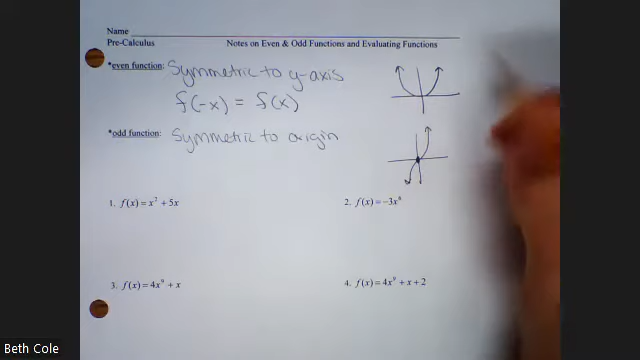 Name
Pre-Calculus Notes on Even & Odd Functions and Evaluating Functions
*even function: Symmetric to y-axis
f(-x) = f(x)
*odd function: Symmetric to origin
1. f(x) = x² + 5x
2. f(x) = -3x⁸
3. f(x) = 4x⁹ + x
4. f(x) = 4x⁹ + x + 2
Beth Cole